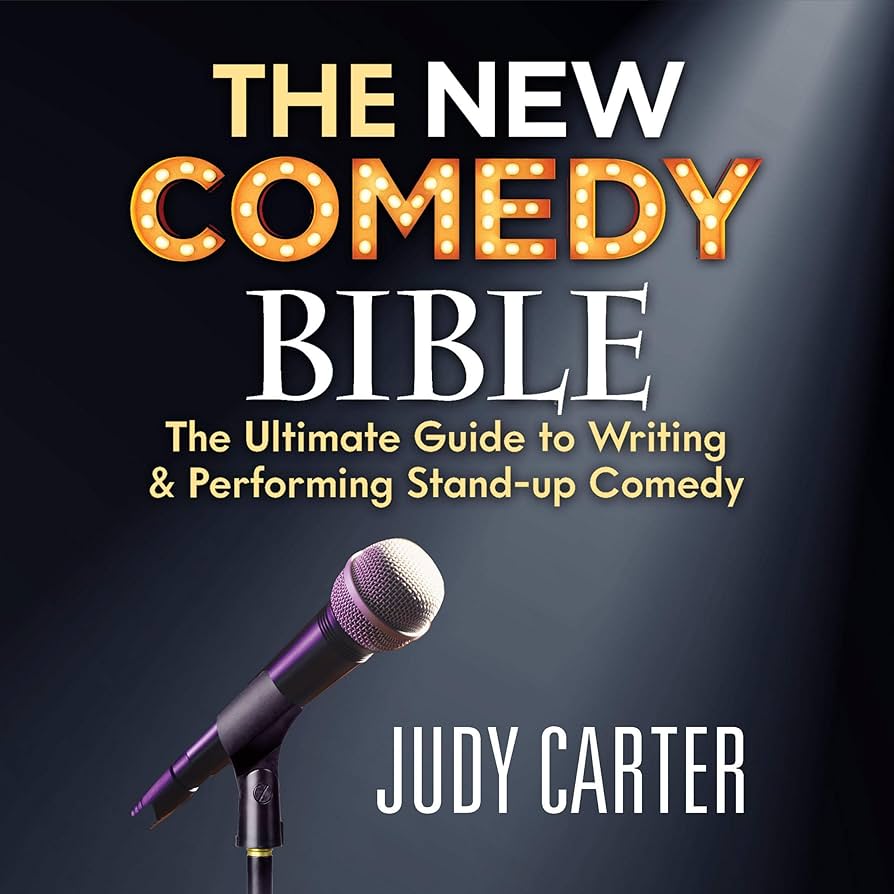 THE NEW
COMEDY
BIBLE
The Ultimate Guide to Writing
& Performing Stand-up Comedy
JUDY CARTER